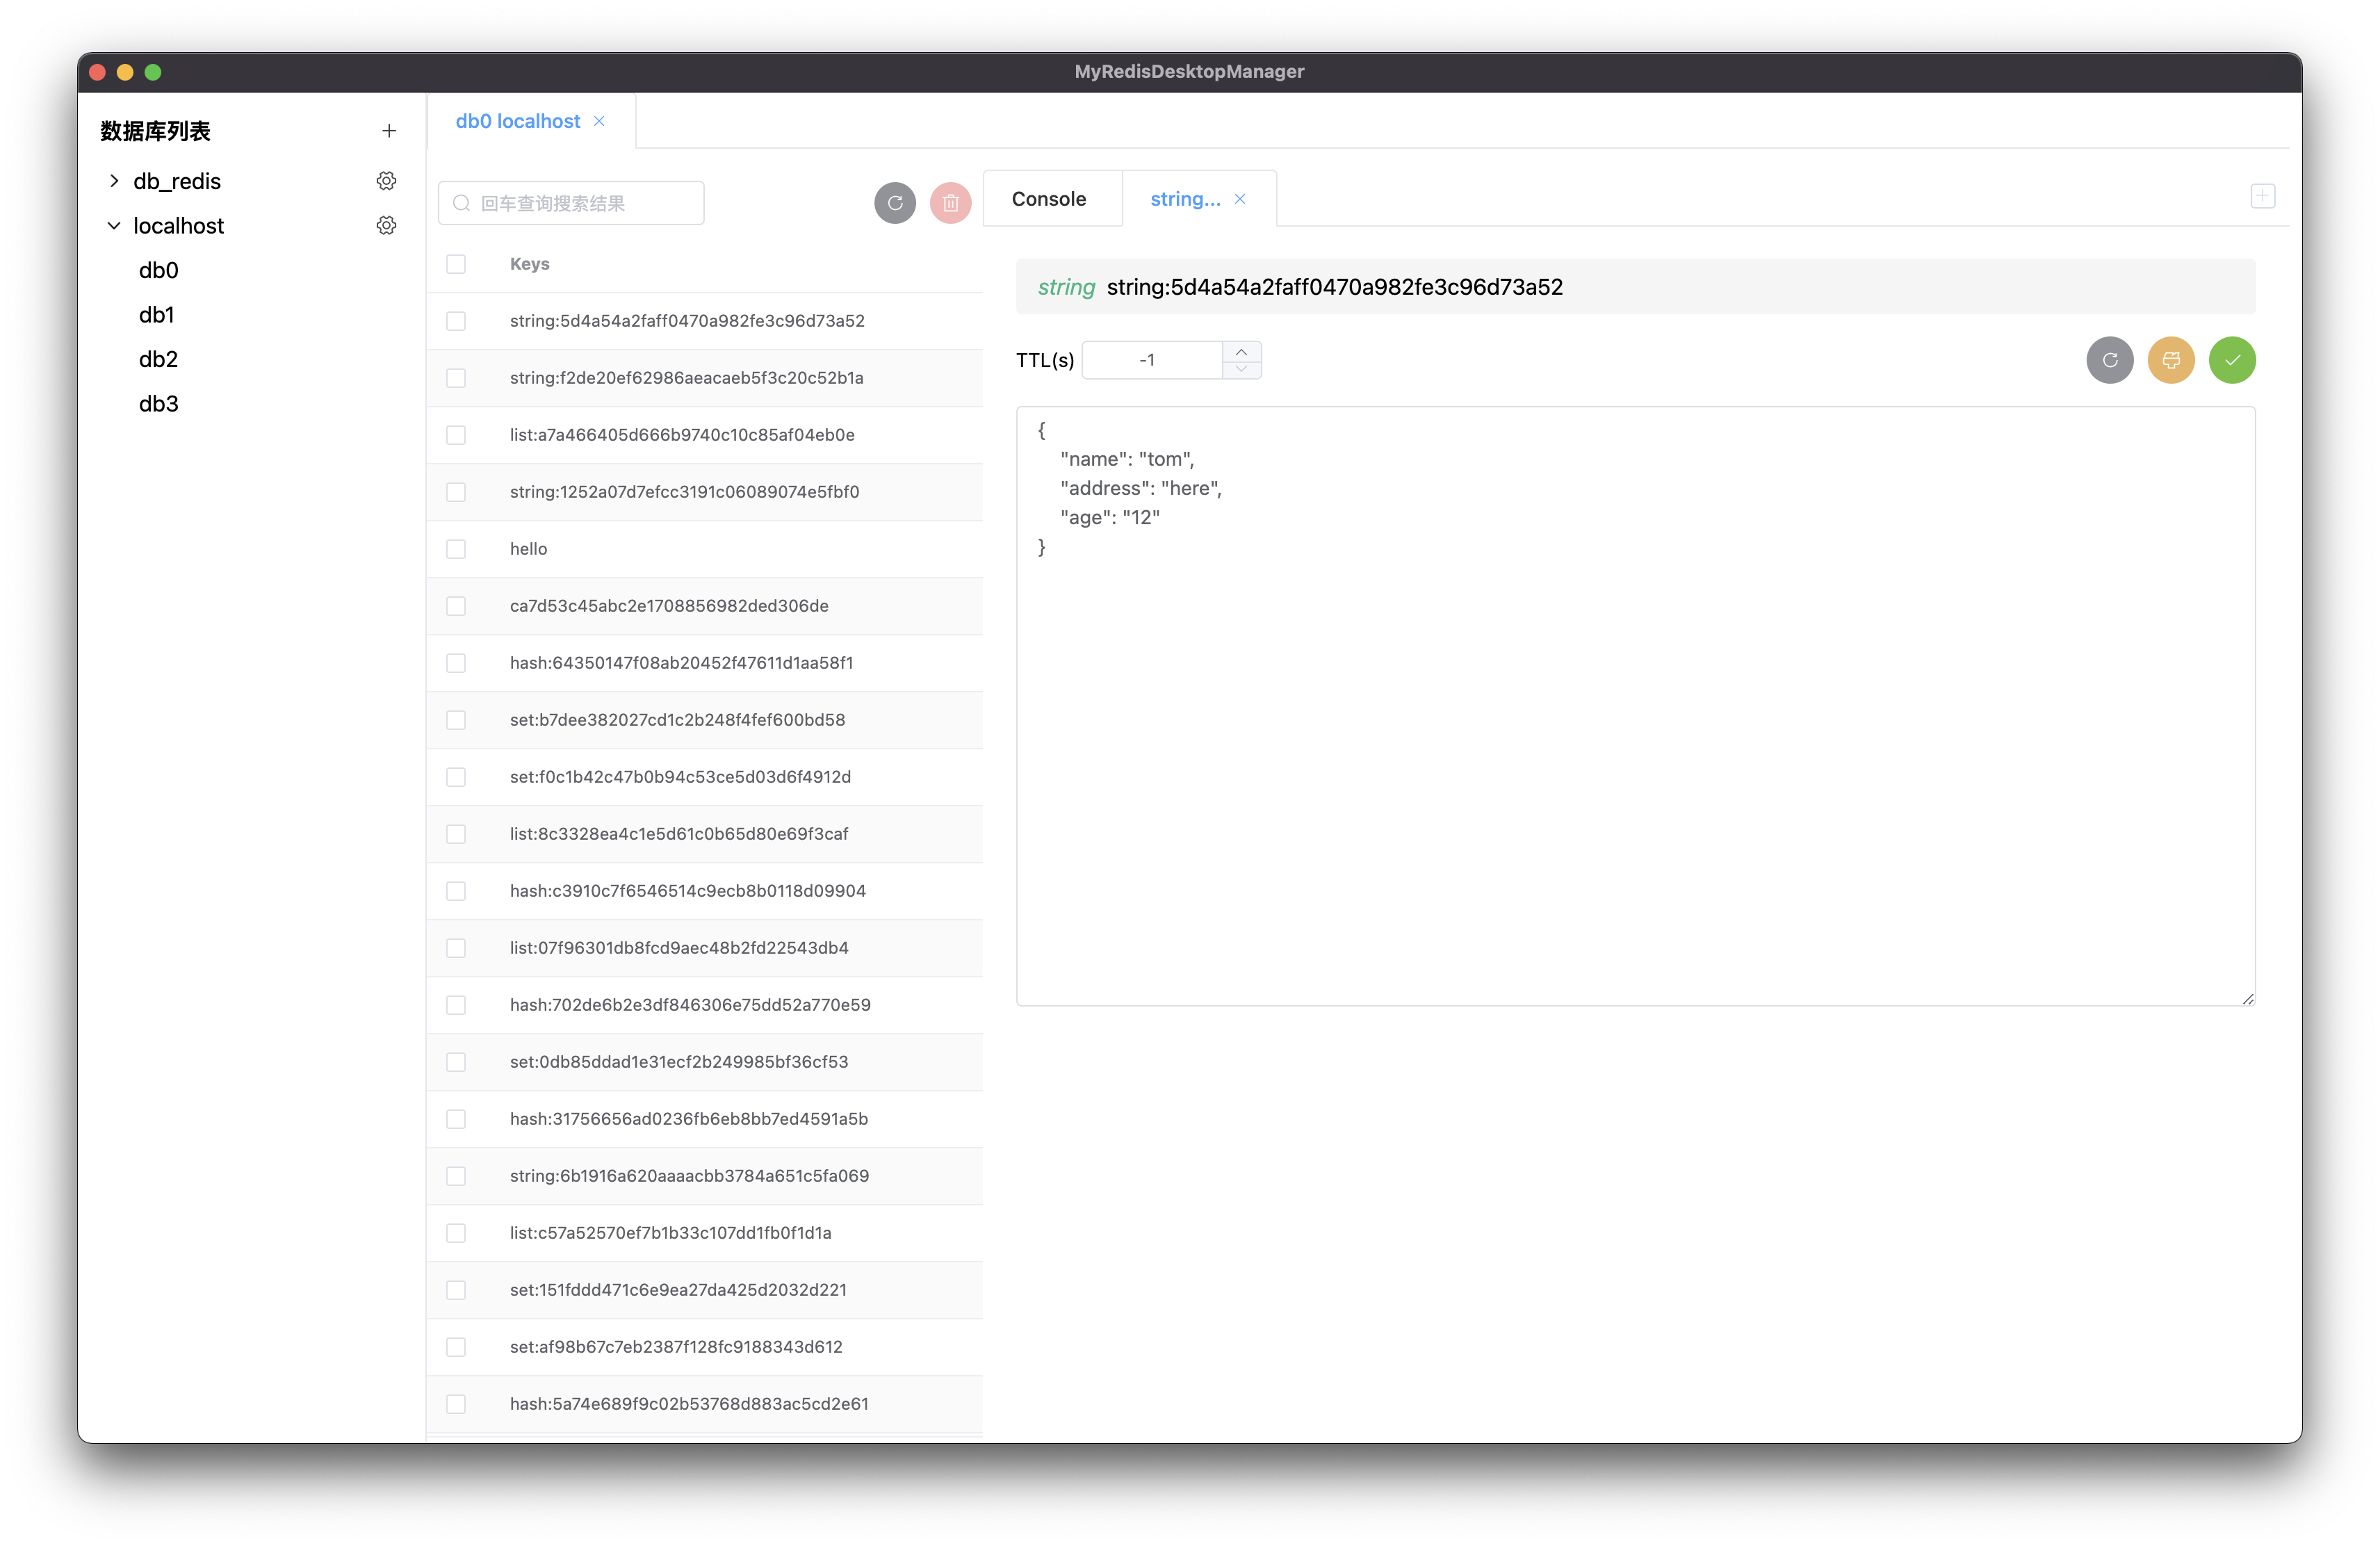 MyRedisDesktopManager
数据库列表
db_redis
localhost
db0
db1
db2
db3
db0 localhost
回车查询搜索结果
Keys
string:5d4a54a2faff0470a982fe3c96d73a52
string:f2de20ef62986aeacaeb5f3c20c52b1a
list:a7a466405d666b9740c10c85af04eb0e
string:1252a07d7efcc3191c06089074e5fbf0
hello
ca7d53c45abc2e1708856982ded306de
hash:64350147f08ab20452f47611d1aa58f1
set:b7dee382027cd1c2b248f4fef600bd58
set:f0c1b42c47b0b94c53ce5d03d6f4912d
list:8c3328ea4c1e5d61c0b65d80e69f3caf
hash:c3910c7f6546514c9ecb8b0118d09904
list:07f96301db8fcd9aec48b2fd22543db4
hash:702de6b2e3df846306e75dd52a770e59
set:0db85ddad1e31ecf2b249985bf36cf53
hash:31756656ad0236fb6eb8bb7ed4591a5b
string:6b1916a620aaaacbb3784a651c5fa069
list:c57a52570ef7b1b33c107dd1fb0f1d1a
set:151fddd471c6e9ea27da425d2032d221
set:af98b67c7eb2387f128fc9188343d612
hash:5a74e689f9c02b53768d883ac5cd2e61
Console
string...
string string:5d4a54a2faff0470a982fe3c96d73a52
TTL(s) -1
{
"name": "tom",
"address": "here",
"age": "12"
}